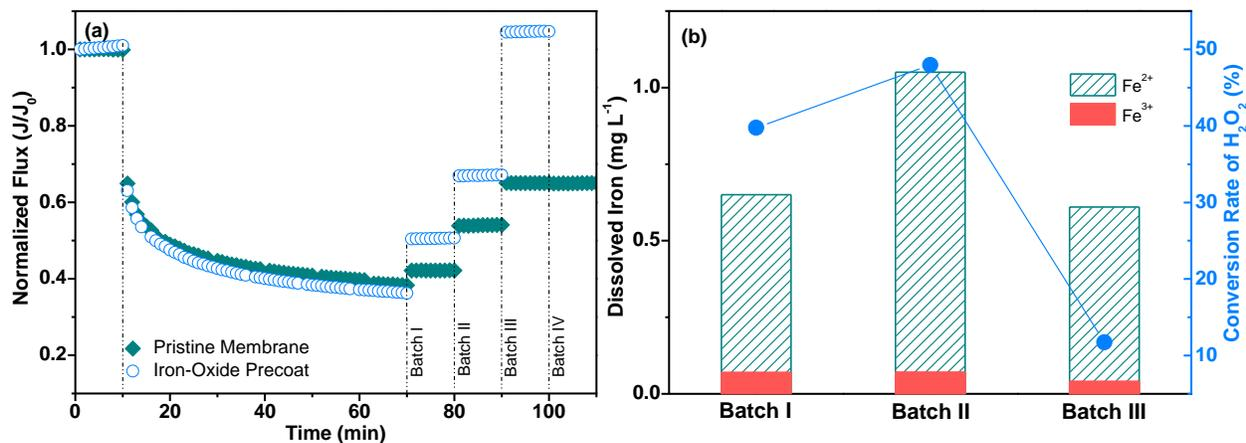 (a)
Normalized Flux (J/J₀)
1.0
0.8
0.6
0.4
0.2
Pristine Membrane
Iron-Oxide Precoat
Batch I
Batch II
Batch III
Batch IV
0
20
40
60
80
100
Time (min)
(b)
Dissolved Iron (mg L⁻¹)
1.0
0.5
0.0
Fe²⁺
Fe³⁺
Batch I
Batch II
Batch III
50
40
30
20
10
Conversion Rate of H₂O₂ (%)